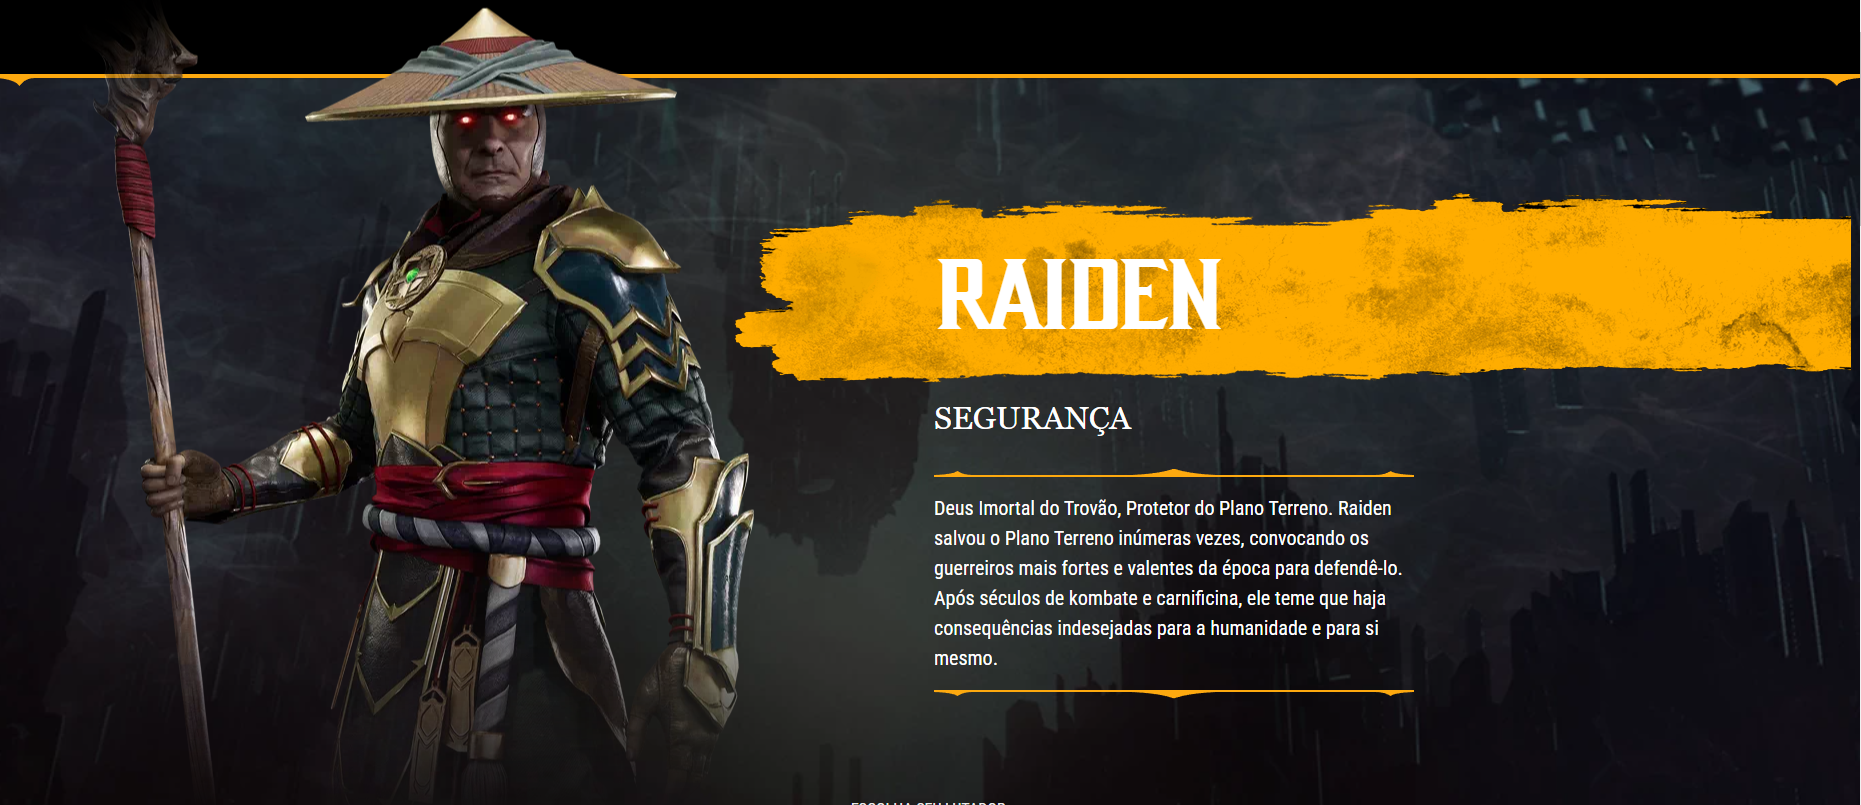 RAIDEN
SEGURANÇA
Deus Imortal do Trovão, Protetor do Plano Terreno. Raiden
salvou o Plano Terreno inúmeras vezes, convocando os
guerreiros mais fortes e valentes da época para defendê-lo.
Após séculos de kombate e carnificina, ele teme que haja
consequências indesejadas para a humanidade e para si
mesmo.